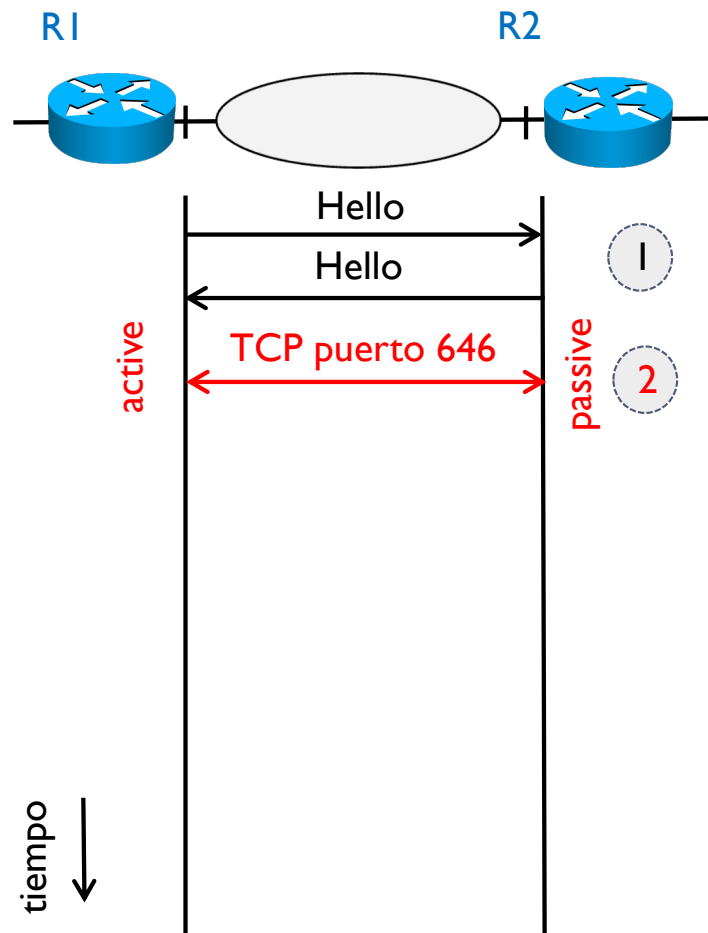 R1
R2
Hello
1
Hello
TCP puerto 646
active
passive
2
tiempo